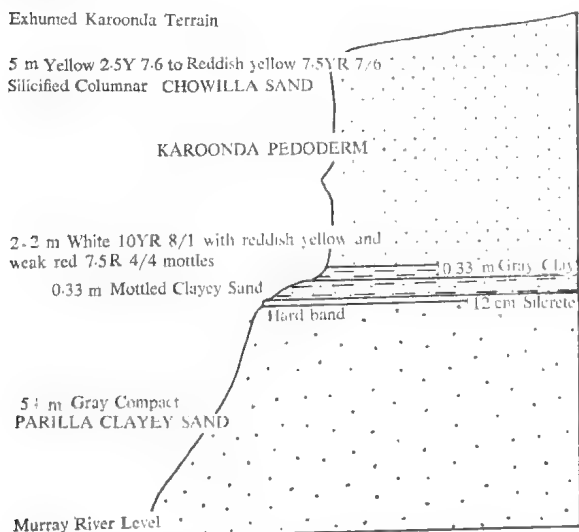 Exhumed Karoonda Terrain
5 m Yellow 2·5Y 7·6 to Reddish yellow 7·5YR 7/6
Silicified Columnar CHOWILLA SAND
KAROONDA PEDODERM
2-2 m White 10YR 8/1 with reddish yellow and
weak red 7.5R 4/4 mottles
0.33 m Gray Clay
0.33 m Mottled Clayey Sand
12 cm Silcrete
Hard band
m Gray Compact
PARILLA CLAYEY SAND
Murray River Level